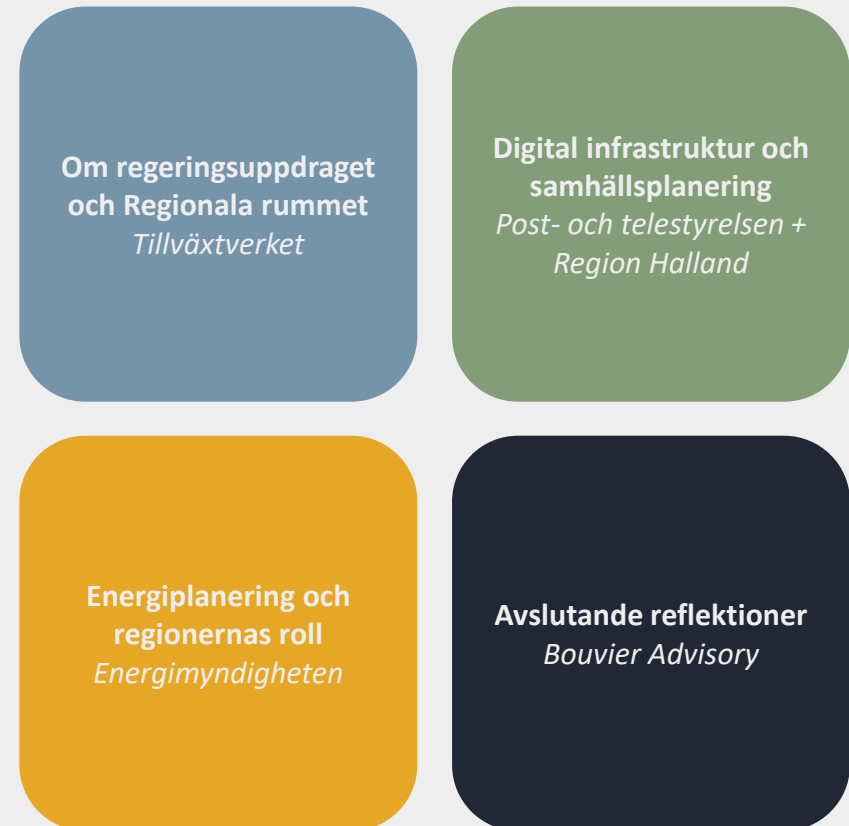 Om regeringsuppdraget
och Regionala rummet
Tillväxtverket
Digital infrastruktur och
samhällsplanering
Post- och telestyrelsen +
Region Halland
Energiplanering och
regionernas roll
Energimyndigheten
Avslutande reflektioner
Bouvier Advisory